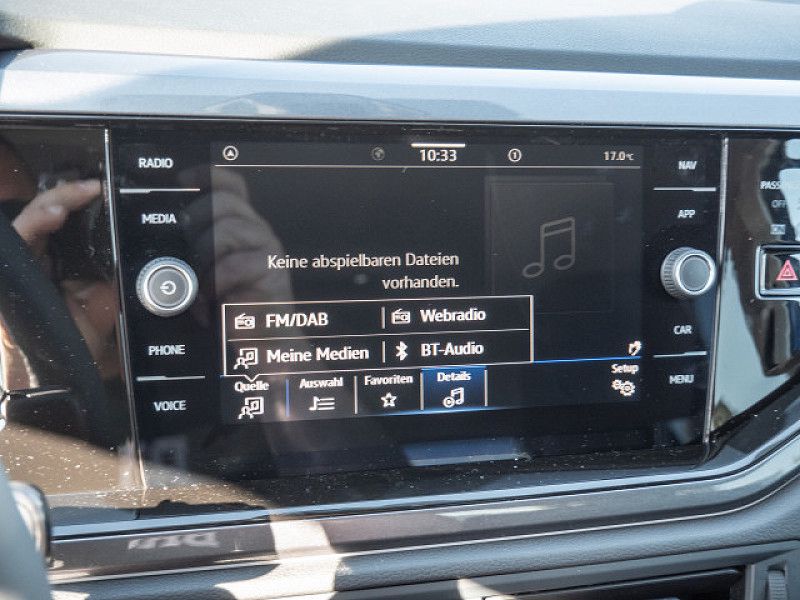 RADIO
MEDIA
PHONE
VOICE
10:33
17.0°C
Keine abspielbaren Dateien
vorhanden.
FM/DAB
Webradio
Meine Medien
BT-Audio
Quelle
Auswahl
Favoriten
Details
Setup
NAV
APP
CAR
MENU